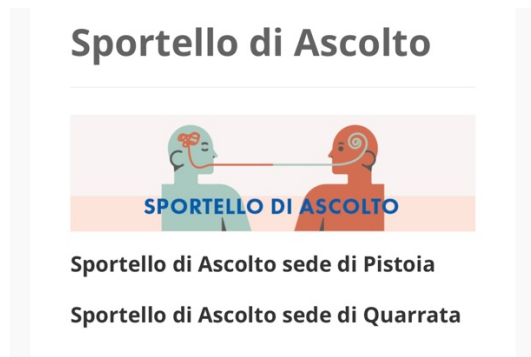 Sportello di Ascolto
SPORTELLO DI ASCOLTO
Sportello di Ascolto sede di Pistoia
Sportello di Ascolto sede di Quarrata